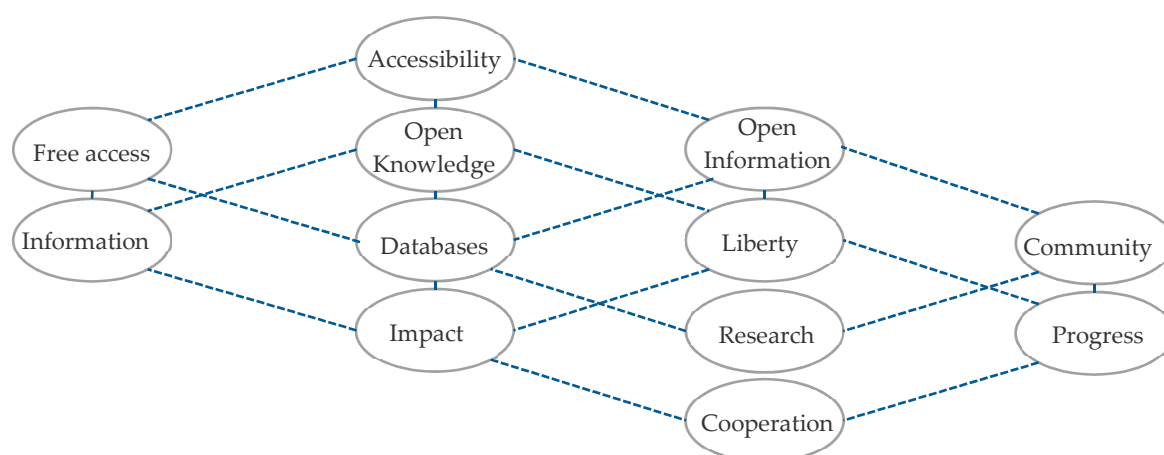 Accessibility
Free access
Open
Knowledge
Open
Information
Information
Databases
Liberty
Community
Impact
Research
Progress
Cooperation